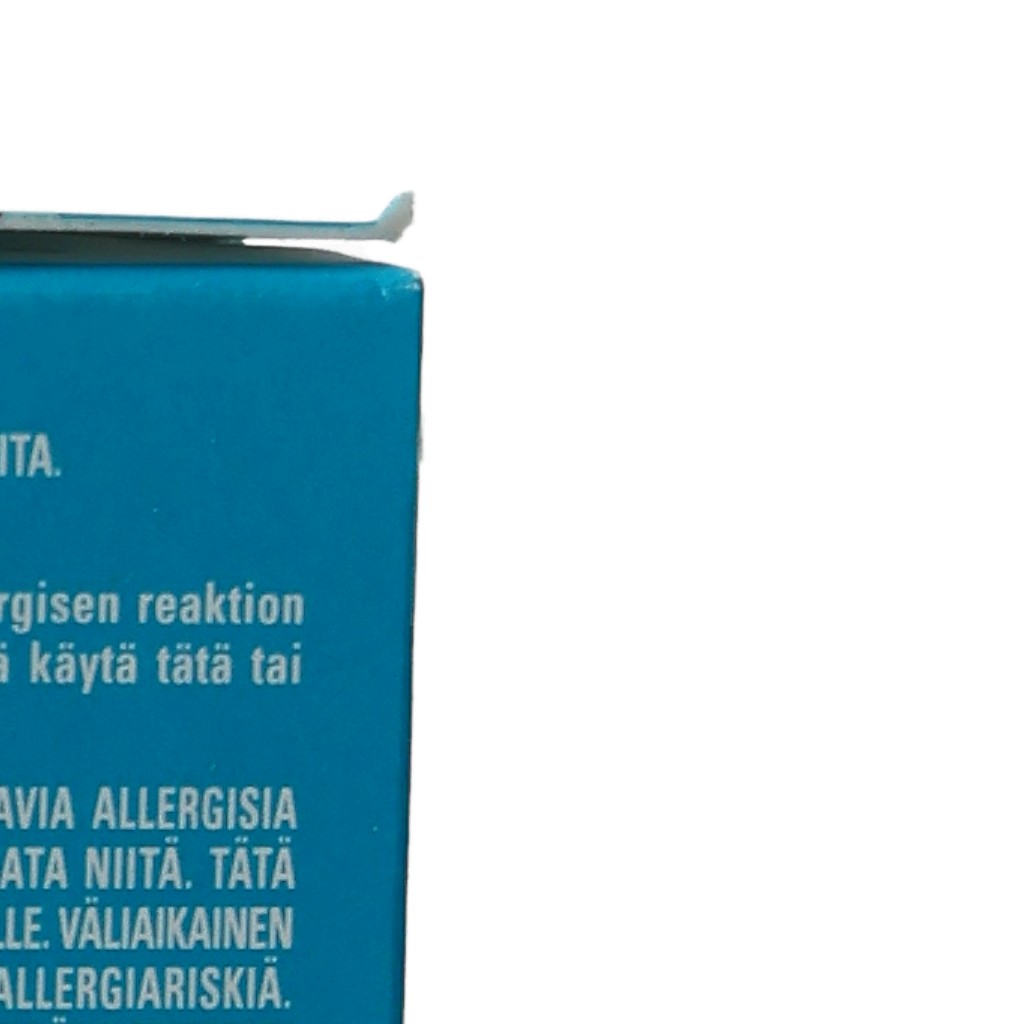 ITA.
rgisen reaktion
ä käytä tätä tai
AVIA ALLERGISIA
ATA NIITÄ. TÄTÄ
LLE. VÄLIAIKAINEN
ALLERGIARISKIÄ.